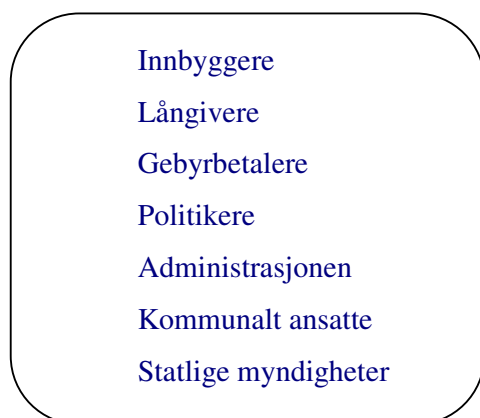 Innbyggere
Långivere
Gebyrbetalere
Politikere
Administrasjonen
Kommunalt ansatte
Statlige myndigheter